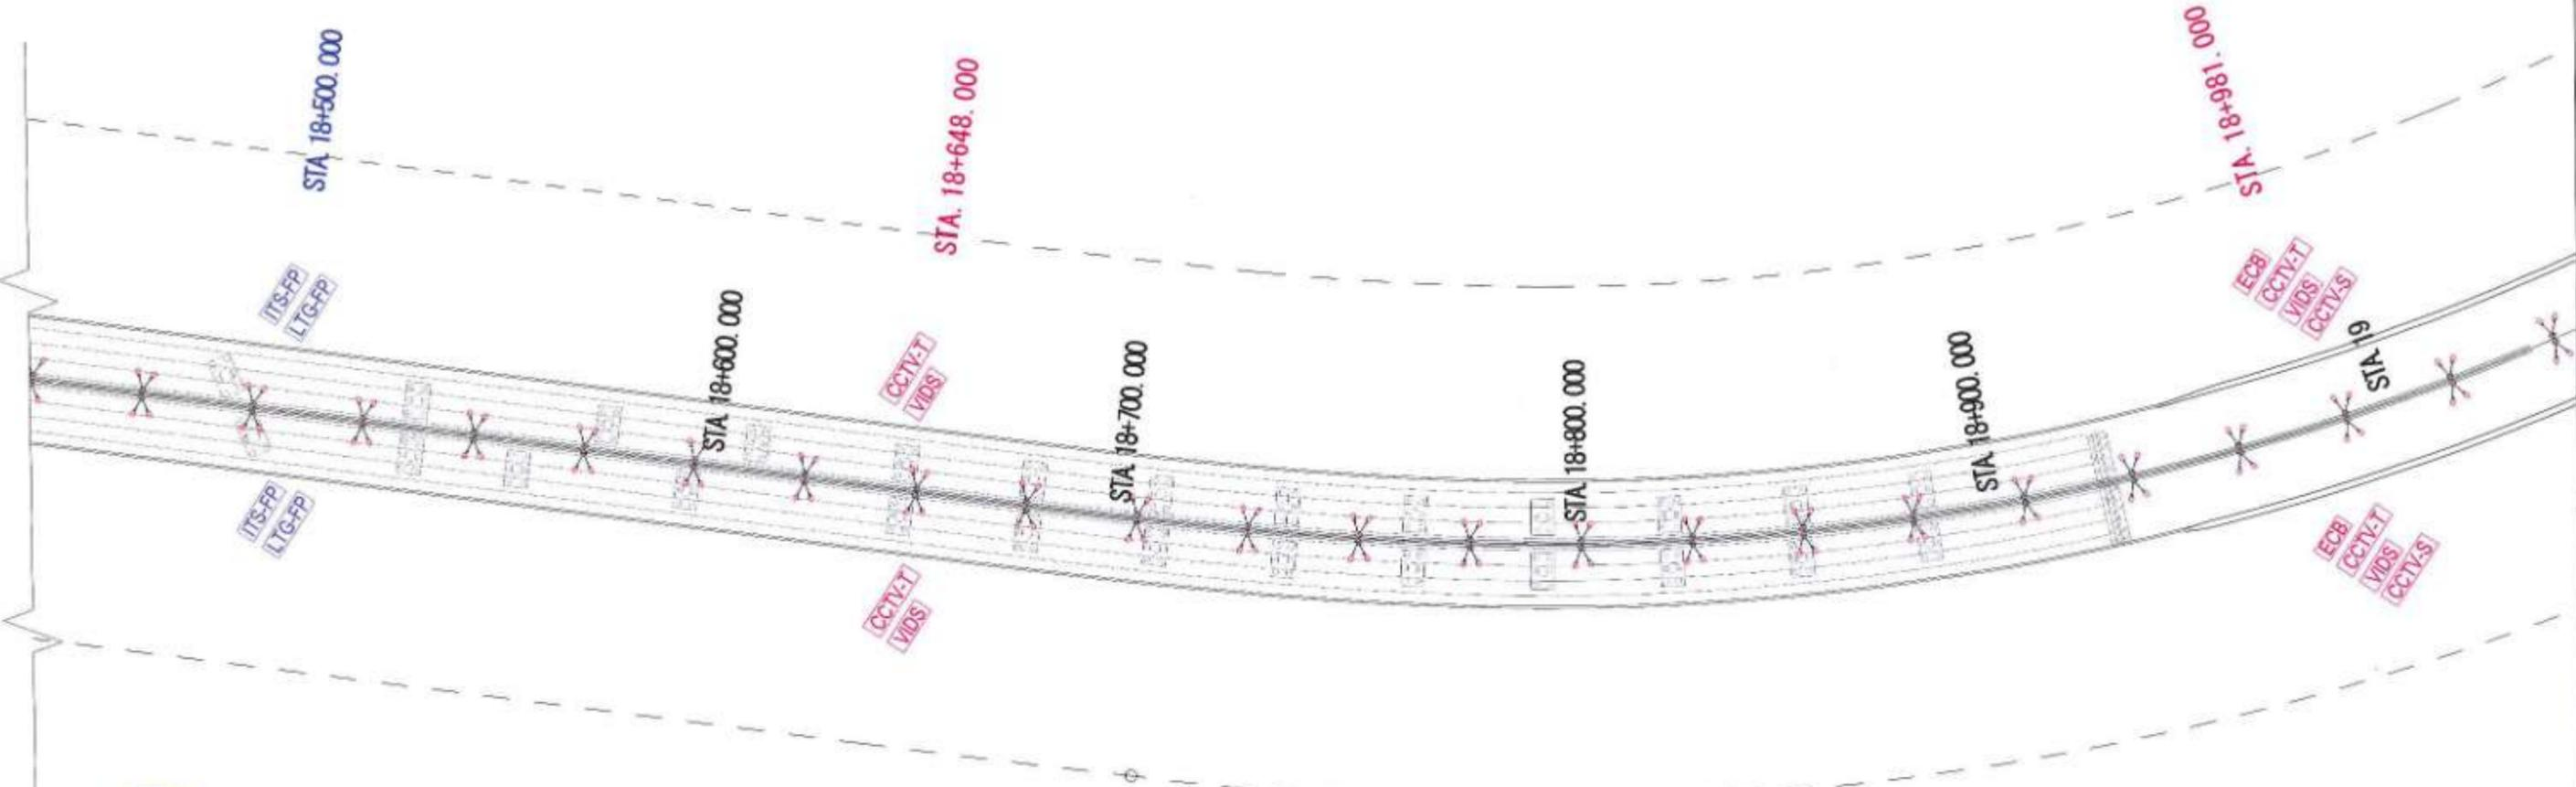 STA. 18+500. 000
STA. 18+648. 000
STA. 18+981. 000
ITS-FP
LTG-FP
STA. 18+600. 000
CCTV-T
VIDS
STA. 18+700. 000
STA. 18+800. 000
STA. 18+900. 000
ECB
CCTV-T
VIDS
CCTV-S
STA. 19
ITS-FP
LTG-FP
CCTV-T
VIDS
ECB
CCTV-T
VIDS
CCTV-S